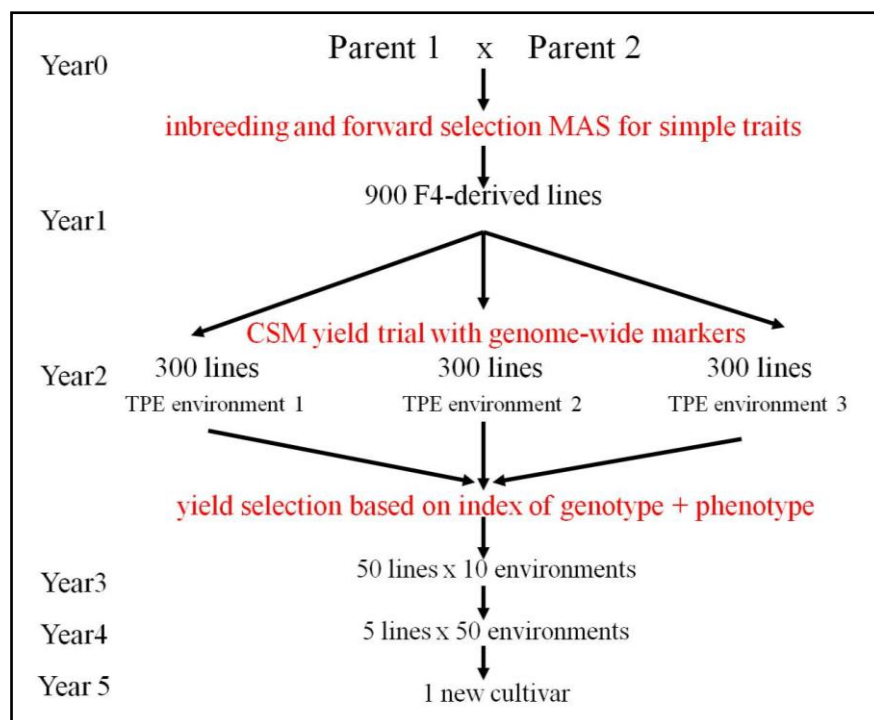 Year0
Parent 1 x Parent 2
inbreeding and forward selection MAS for simple traits
900 F4-derived lines
Year1
CSM yield trial with genome-wide markers
Year2
300 lines 300 lines 300 lines
TPE environment 1 TPE environment 2 TPE environment 3
yield selection based on index of genotype + phenotype
Year3
50 lines x 10 environments
Year4
5 lines x 50 environments
Year 5
1 new cultivar